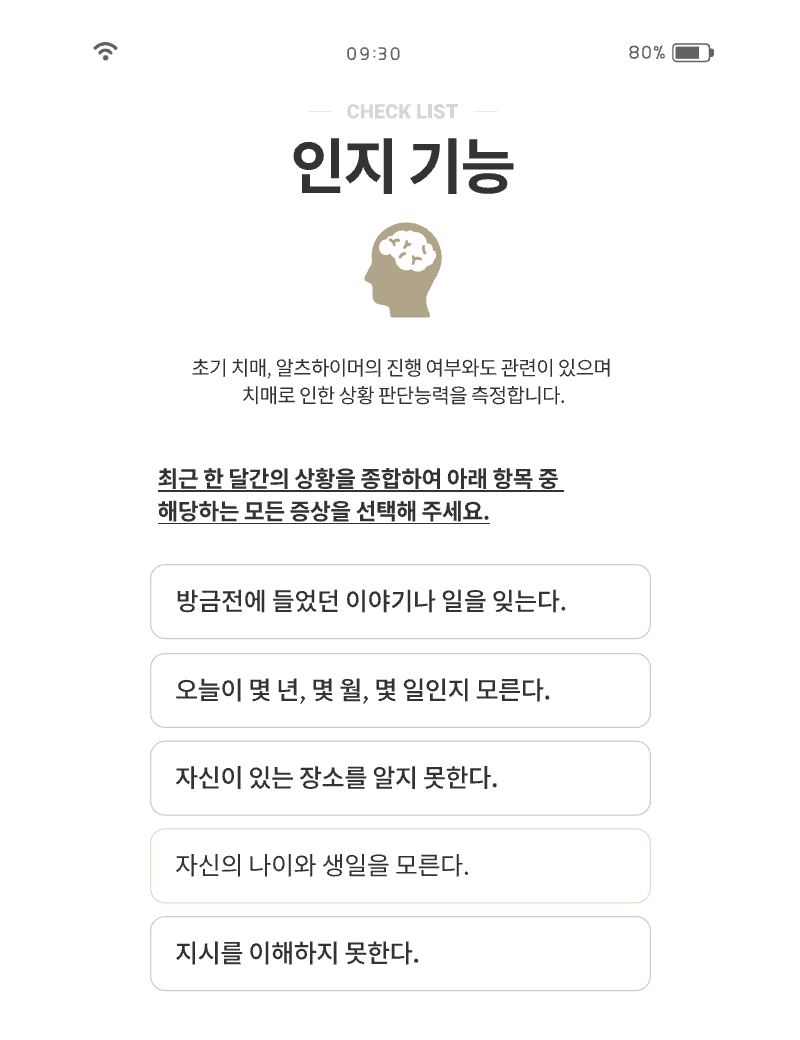 09:30
80%
CHECK LIST
인지 기능
초기 치매, 알츠하이머의 진행 여부와도 관련이 있으며
치매로 인한 상황 판단능력을 측정합니다.
최근 한 달간의 상황을 종합하여 아래 항목 중
해당하는 모든 증상을 선택해 주세요.
방금전에 들었던 이야기나 일을 잊는다.
오늘이 몇 년, 몇 월, 몇 일인지 모른다.
자신이 있는 장소를 알지 못한다.
자신의 나이와 생일을 모른다.
지시를 이해하지 못한다.